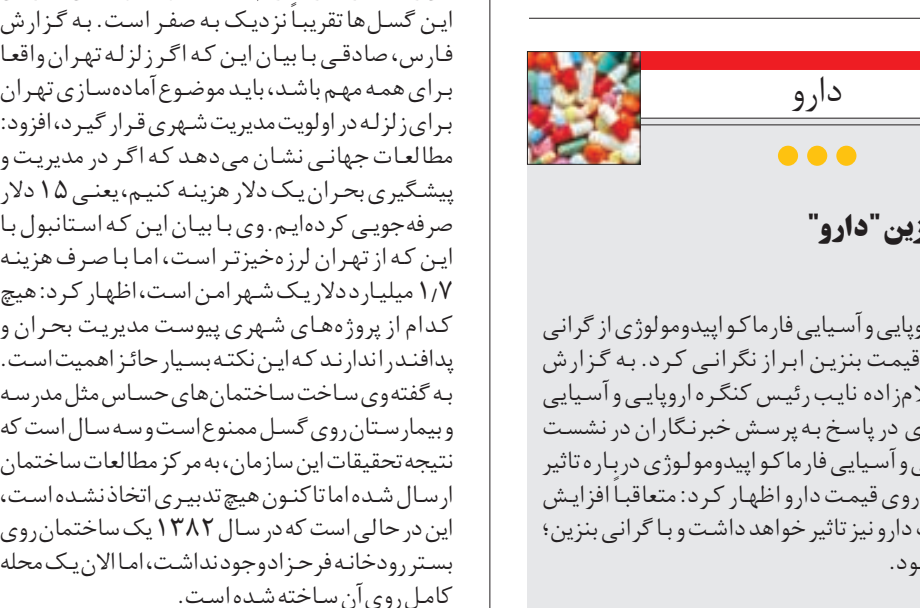 دارو
زین "دارو"
وپایی و آسیایی فارماکواپیدومولوژی از گرانی
قیمت بنزین ابراز نگرانی کرد. به گزارش
لام‌زاده نایب رئیس کنگره اروپایی و آسیایی
ی در پاسخ به پرسش خبرنگاران در نشست
ی و آسیایی فارماکواپیدومولوژی درباره تاثیر
روی قیمت دارو اظهار کرد: متعاقباً افزایش
دارو نیز تاثیر خواهد داشت و با گرانی بنزین؛
ود.
این گسل‌ها تقریباً نزدیک به صفر است. به گزارش
فارس، صادقی با بیان این که اگر زلزله تهران واقعا
برای همه مهم باشد، باید موضوع آماده‌سازی تهران
برای زلزله در اولویت مدیریت شهری قرار گیرد، افزود:
مطالعات جهانی نشان می‌دهد که اگر در مدیریت و
پیشگیری بحران یک دلار هزینه کنیم، یعنی ۱۵ دلار
صرفه‌جویی کرده‌ایم. وی با بیان این که استانبول با
این که از تهران لرزه‌خیزتر است، اما با صرف هزینه
۱/۷ میلیارد دلار یک شهر امن است، اظهار کرد: هیچ
کدام از پروژه‌های شهری پیوست مدیریت بحران و
پدافند را ندارند که این نکته بسیار حائز اهمیت است.
به گفته وی ساخت ساختمان‌های حساس مثل مدرسه
و بیمارستان روی گسل ممنوع است و سه سال است که
نتیجه تحقیقات این سازمان، به مرکز مطالعات ساختمان
ارسال شده اما تاکنون هیچ تدبیری اتخاذ نشده است،
این در حالی است که در سال ۱۳۸۲ یک ساختمان روی
بستر رودخانه فرحزاد وجود نداشت، اما الان یک محله
کامل روی آن ساخته شده است.